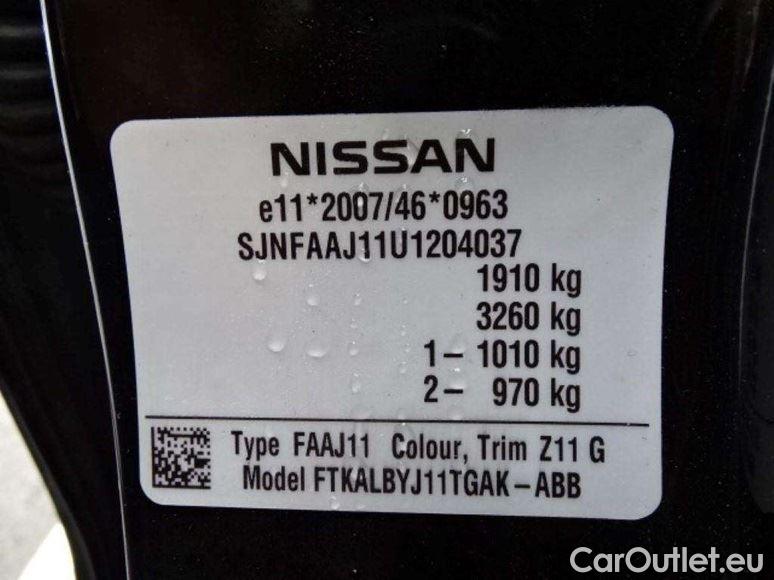 NISSAN
e11*2007/46*0963
SJNFAAJ11U1204037
1910 kg
3260 kg
1– 1010 kg
2– 970 kg
Type FAAJ11 Colour, Trim Z11 G
Model FTKALBYJ11TGAK–ABB
CarOutlet.eu